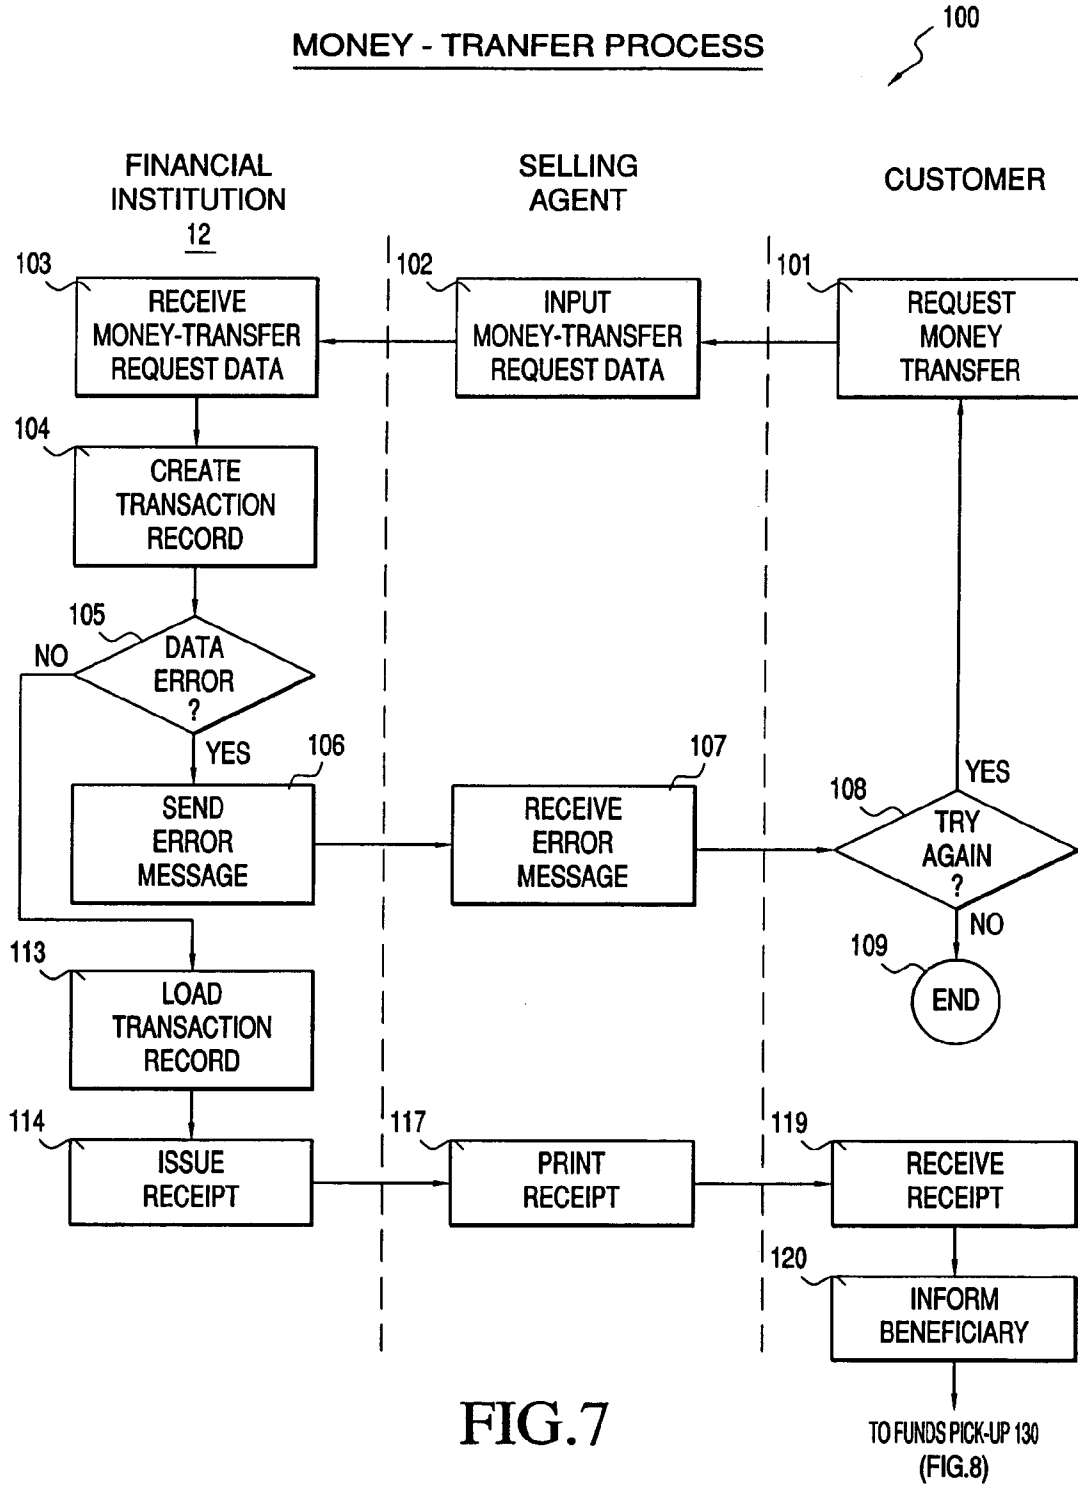 100
MONEY - TRANFER PROCESS
FINANCIAL
INSTITUTION
12
SELLING
AGENT
CUSTOMER
103
RECEIVE
MONEY-TRANSFER
REQUEST DATA
102
INPUT
MONEY-TRANSFER
REQUEST DATA
101
REQUEST
MONEY
TRANSFER
104
CREATE
TRANSACTION
RECORD
105
DATA
ERROR
?
NO
YES
106
SEND
ERROR
MESSAGE
107
RECEIVE
ERROR
MESSAGE
108
TRY
AGAIN
?
YES
NO
109
END
113
LOAD
TRANSACTION
RECORD
114
ISSUE
RECEIPT
117
PRINT
RECEIPT
119
RECEIVE
RECEIPT
120
INFORM
BENEFICIARY
TO FUNDS PICK-UP 130
(FIG.8)
FIG.7